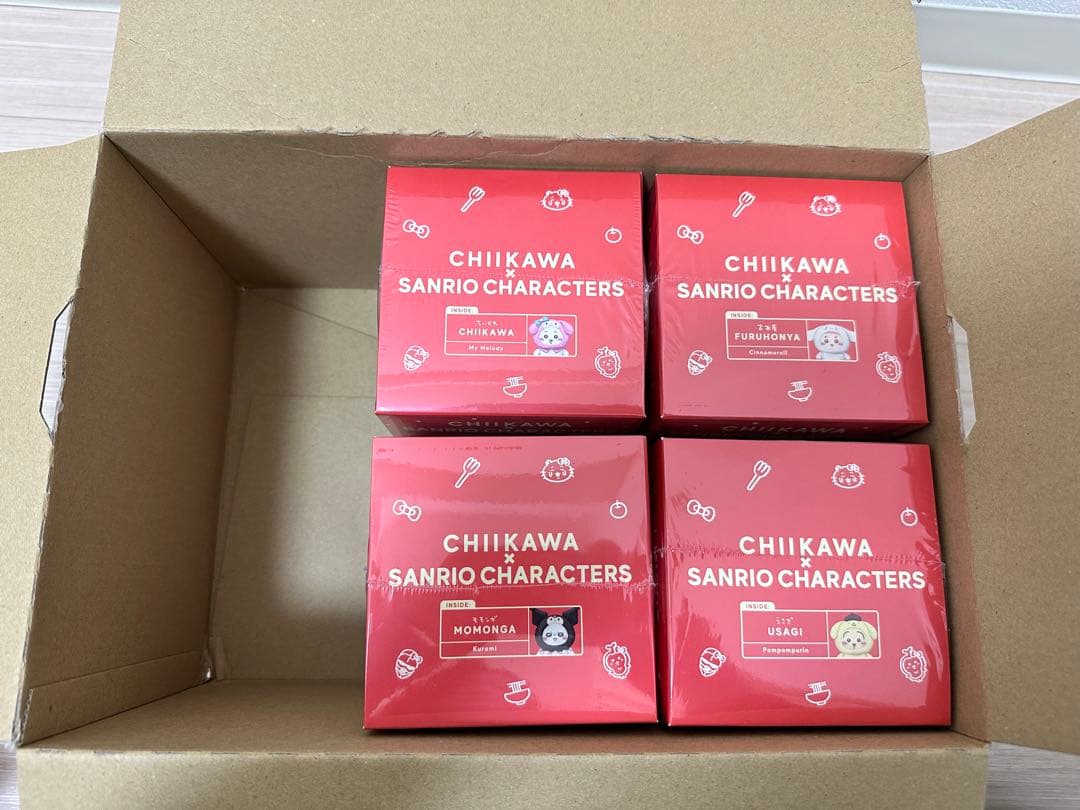 CHIIKAWA
×
SANRIO CHARACTERS
INSIDE:
ちいかわ
CHIIKAWA
My Melody
CHIIKAWA
×
SANRIO CHARACTERS
INSIDE:
古本屋
FURUHONYA
Cinnamoroll
CHIIKAWA
CHIIKAWA
CHIIKAWA
×
SANRIO CHARACTERS
INSIDE:
モモンガ
MOMONGA
Kuromi
CHIIKAWA
×
SANRIO CHARACTERS
INSIDE:
うさぎ
USAGI
Pompompurin